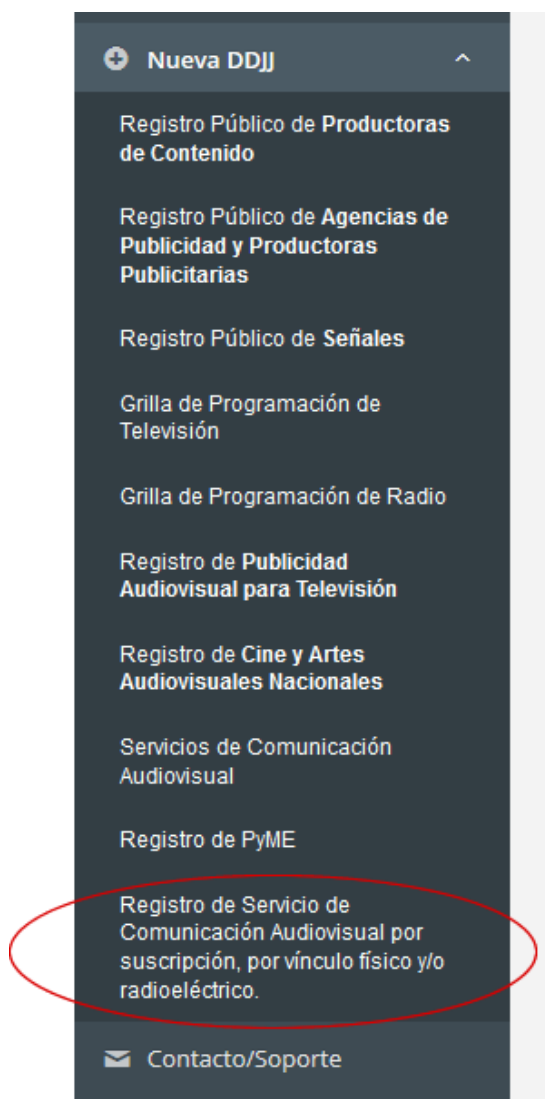 Nueva DDJJ
Registro Público de Productoras
de Contenido
Registro Público de Agencias de
Publicidad y Productoras
Publicitarias
Registro Público de Señales
Grilla de Programación de
Televisión
Grilla de Programación de Radio
Registro de Publicidad
Audiovisual para Televisión
Registro de Cine y Artes
Audiovisuales Nacionales
Servicios de Comunicación
Audiovisual
Registro de PyME
Registro de Servicio de
Comunicación Audiovisual por
suscripción, por vínculo físico y/o
radioeléctrico.
Contacto/Soporte